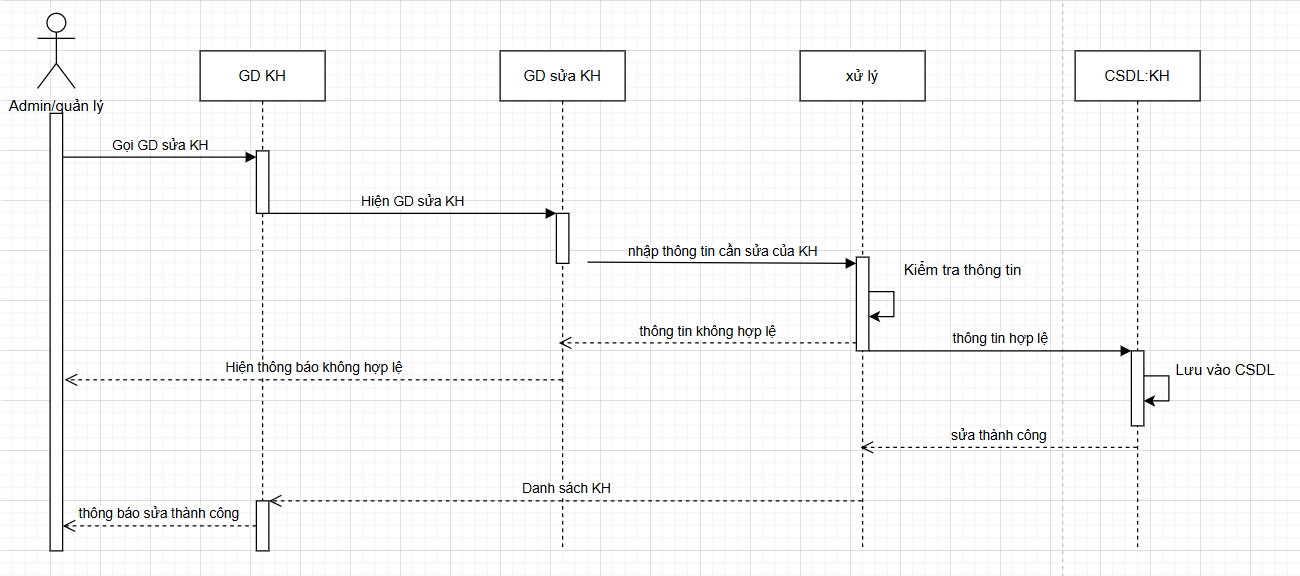 Admin/quản lý
GD KH
GD sửa KH
xử lý
CSDL:KH
Gọi GD sửa KH
Hiện GD sửa KH
nhập thông tin cần sửa của KH
Kiểm tra thông tin
thông tin không hợp lệ
thông tin hợp lệ
Hiện thông báo không hợp lệ
Lưu vào CSDL
sửa thành công
Danh sách KH
thông báo sửa thành công